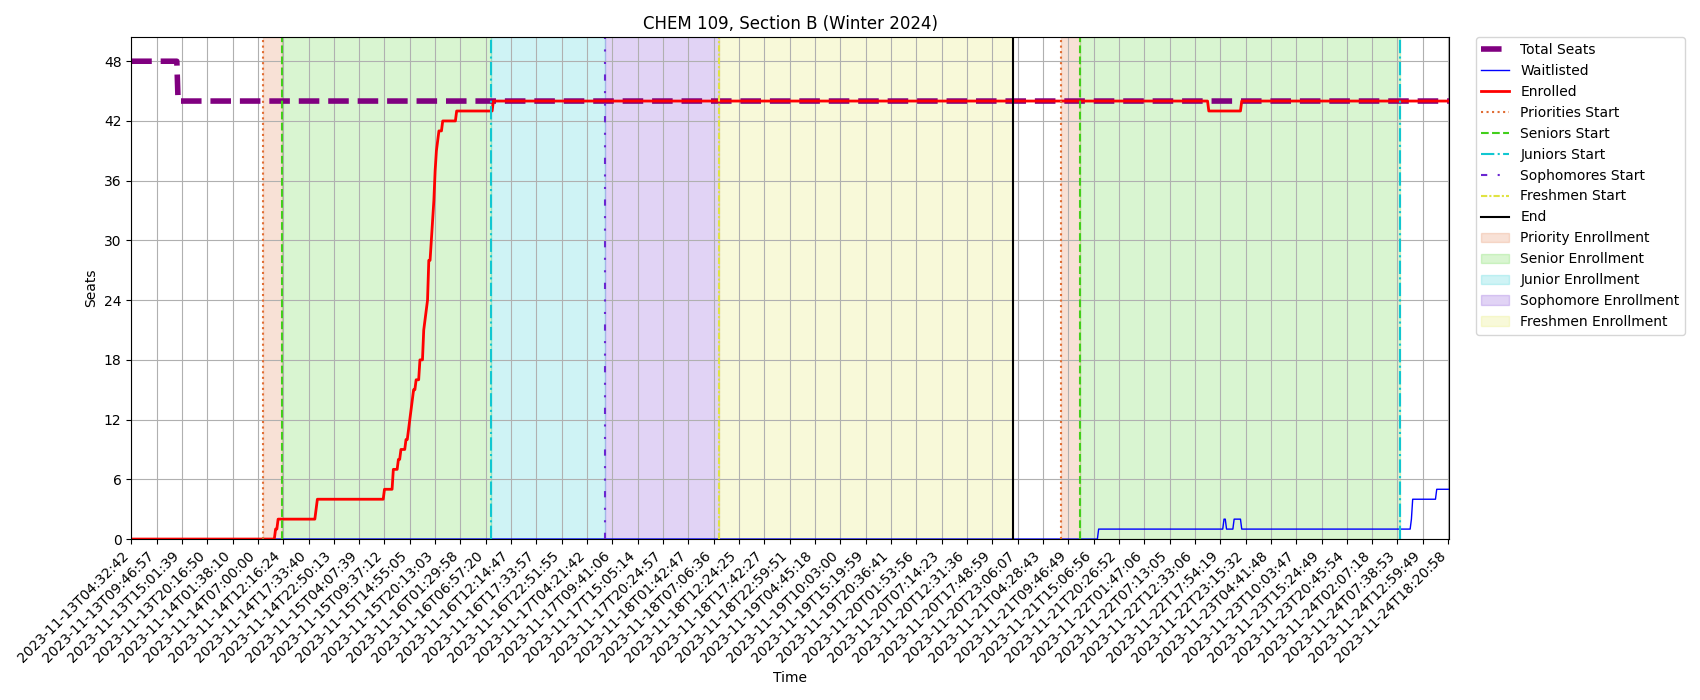 CHEM 109, Section B (Winter 2024)
Seats
48
42
36
30
24
18
12
6
0
2023-11-13T04:32:42
2023-11-13T09:46:57
2023-11-13T15:01:39
2023-11-13T20:16:50
2023-11-14T01:38:10
2023-11-14T07:00:00
2023-11-14T12:16:24
2023-11-14T17:33:40
2023-11-14T22:50:13
2023-11-15T04:07:39
2023-11-15T09:37:12
2023-11-15T14:55:05
2023-11-15T20:13:03
2023-11-16T01:29:58
2023-11-16T06:57:20
2023-11-16T12:14:47
2023-11-16T17:33:57
2023-11-16T22:51:55
2023-11-17T04:21:42
2023-11-17T09:41:06
2023-11-17T15:05:14
2023-11-17T20:24:57
2023-11-18T01:42:47
2023-11-18T07:06:36
2023-11-18T12:24:25
2023-11-18T17:42:27
2023-11-18T22:59:51
2023-11-19T04:45:18
2023-11-19T10:03:00
2023-11-19T15:19:59
2023-11-19T20:36:41
2023-11-20T01:53:56
2023-11-20T07:14:23
2023-11-20T12:31:36
2023-11-20T17:48:59
2023-11-20T23:06:07
2023-11-21T04:28:43
2023-11-21T09:46:49
2023-11-21T15:06:56
2023-11-21T20:26:52
2023-11-22T01:47:06
2023-11-22T07:13:05
2023-11-22T12:33:06
2023-11-22T17:54:19
2023-11-22T23:15:32
2023-11-23T04:41:48
2023-11-23T10:03:47
2023-11-23T15:24:49
2023-11-23T20:45:54
2023-11-24T02:07:18
2023-11-24T07:38:53
2023-11-24T12:59:49
2023-11-24T18:20:58
Time
Total Seats
Waitlisted
Enrolled
Priorities Start
Seniors Start
Juniors Start
Sophomores Start
Freshmen Start
End
Priority Enrollment
Senior Enrollment
Junior Enrollment
Sophomore Enrollment
Freshmen Enrollment